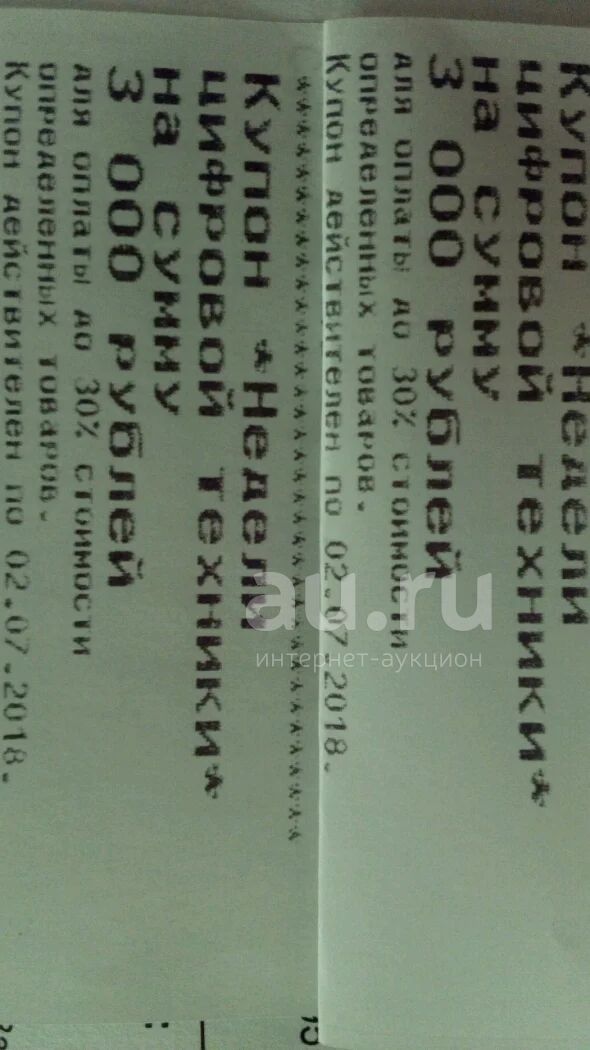 Купон *Недели
цифровой техники*
на сумму
3 000 рублей
для оплаты до 30% стоимости
определенных товаров.
Купон действителен по 02.07.2018.
Купон *Недели
цифровой техники*
на сумму
3 000 рублей
для оплаты до 30% стоимости
определенных товаров.
Купон действителен по 02.07.2018.
15
au.ru
интернет-аукцион